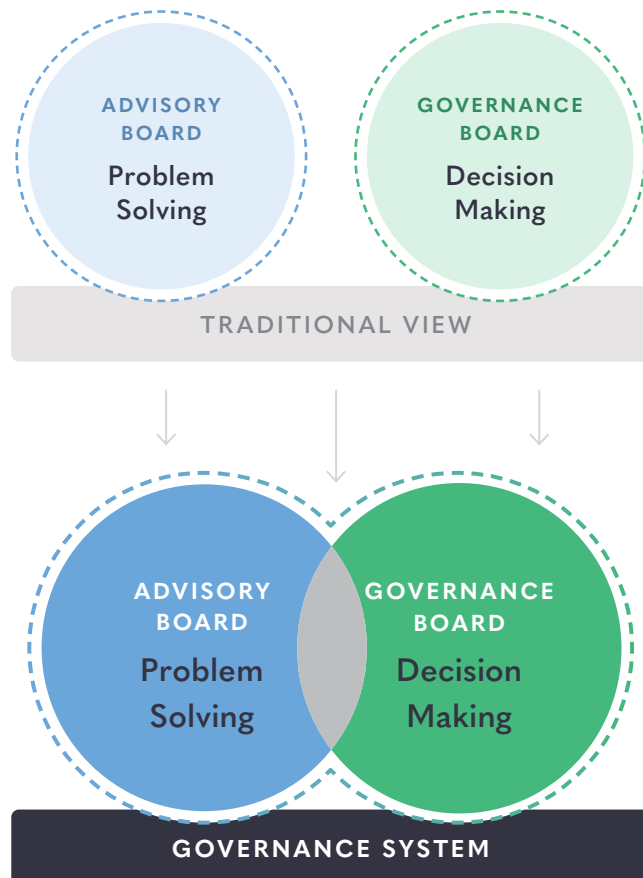 ADVISORY
BOARD
Problem
Solving
GOVERNANCE
BOARD
Decision
Making
TRADITIONAL VIEW
ADVISORY
BOARD
Problem
Solving
GOVERNANCE
BOARD
Decision
Making
GOVERNANCE SYSTEM